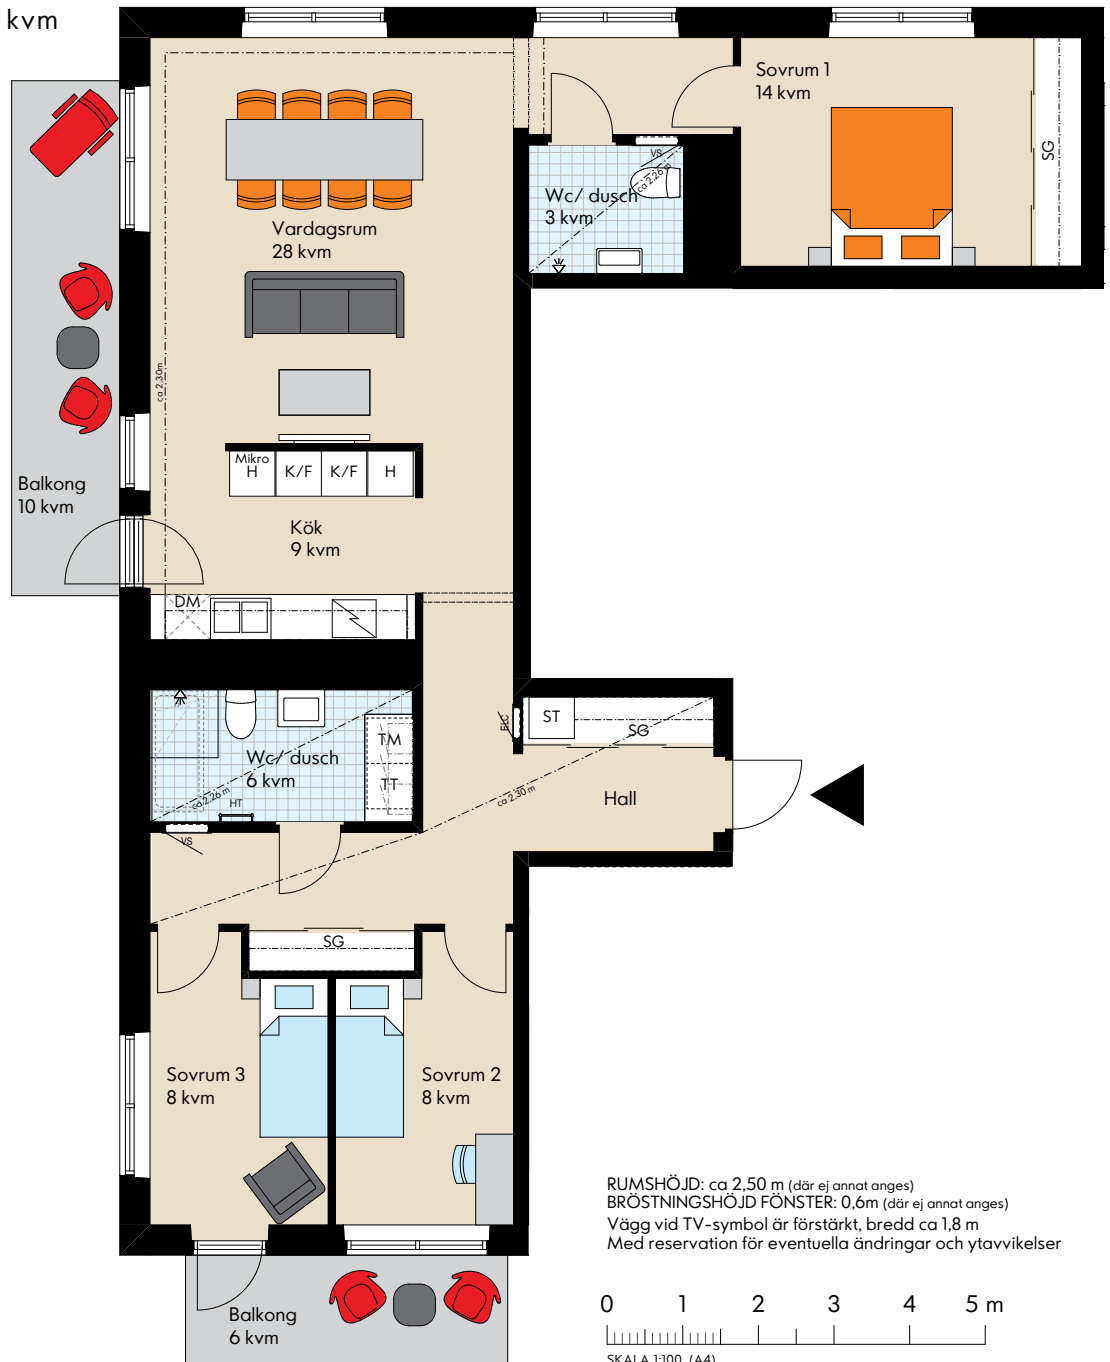 kvm
Sovrum 1
14 kvm
SG
VS
ca 2.26 m
Wc/ dusch
3 kvm
Vardagsrum
28 kvm
ca 2.30m
Mikro
H
K/F
K/F
H
Balkong
10 kvm
Kök
9 kvm
DM
ELC
ST
SG
TM
Wc/ dusch
6 kvm
TT
ca 2.26 m
HT
ca 2.30 m
Hall
VS
SG
Sovrum 3
8 kvm
Sovrum 2
8 kvm
RUMSHÖJD: ca 2,50 m (där ej annat anges)
BRÖSTNINGSHÖJD FÖNSTER: 0,6m (där ej annat anges)
Vägg vid TV-symbol är förstärkt, bredd ca 1,8 m
Med reservation för eventuella ändringar och ytavvikelser
Balkong
6 kvm
0 1 2 3 4 5 m
SKALA 1:100 (A4)